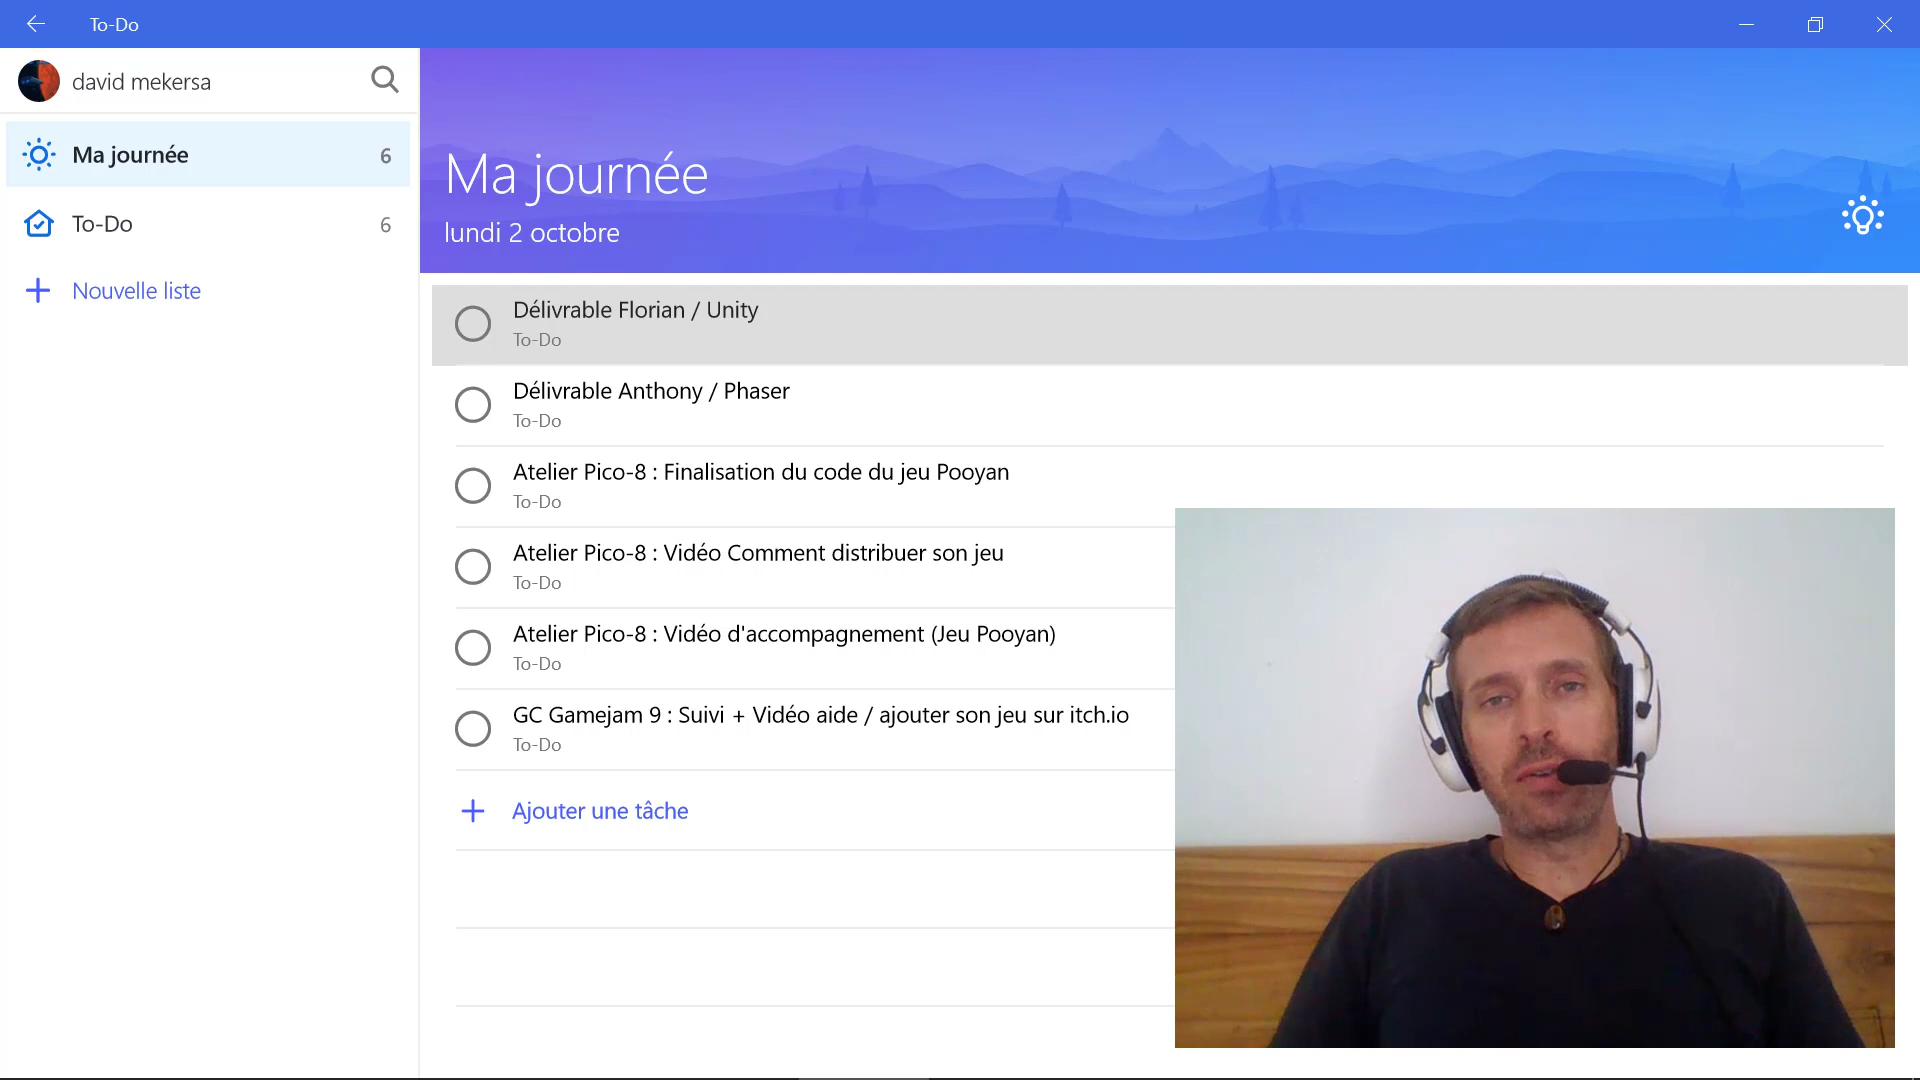 To-Do
david mekersa
Ma journée 6
To-Do 6
Nouvelle liste
Ma journée
lundi 2 octobre
Délivrable Florian / Unity
To-Do
Délivrable Anthony / Phaser
To-Do
Atelier Pico-8 : Finalisation du code du jeu Pooyan
To-Do
Atelier Pico-8 : Vidéo Comment distribuer son jeu
To-Do
Atelier Pico-8 : Vidéo d'accompagnement (Jeu Pooyan)
To-Do
GC Gamejam 9 : Suivi + Vidéo aide / ajouter son jeu sur itch.io
To-Do
Ajouter une tâche